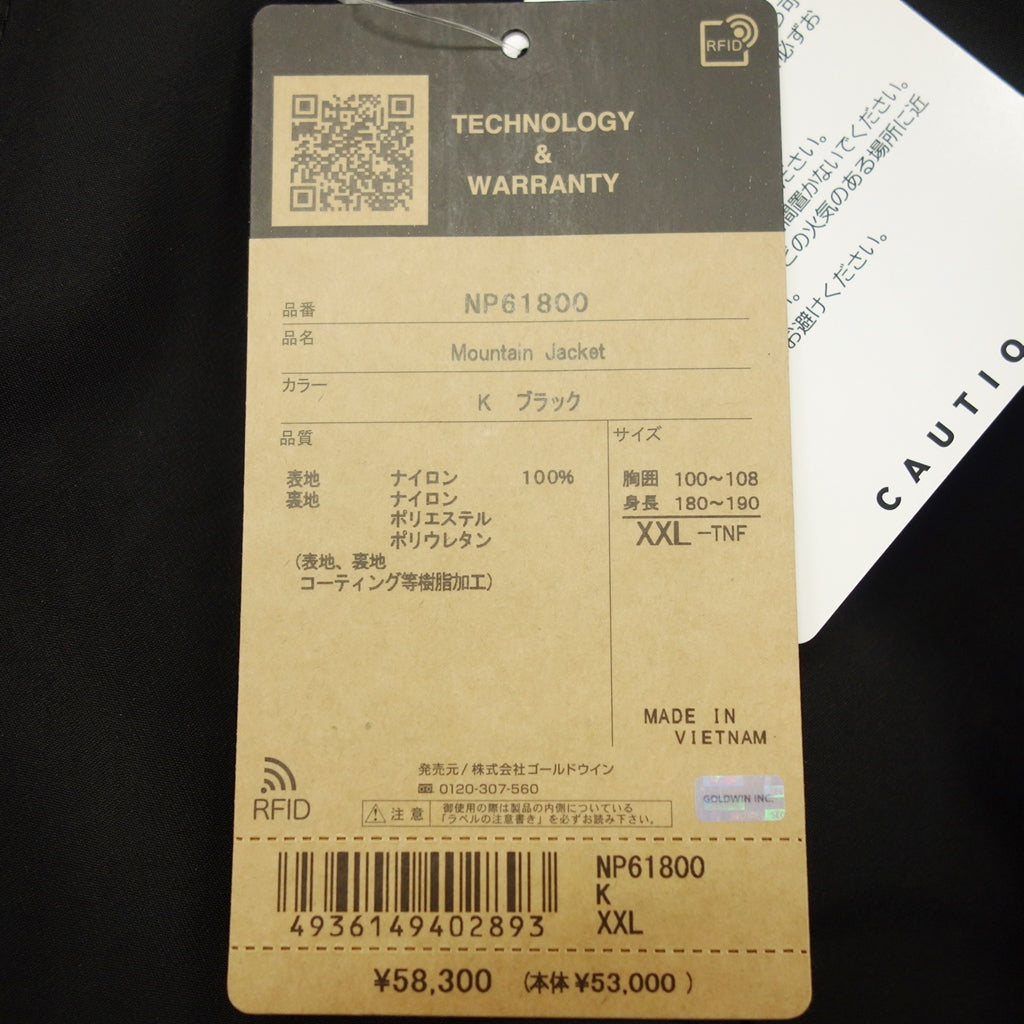 RFID
TECHNOLOGY
&
WARRANTY
品番 NP61800
品名 Mountain Jacket
カラー K ブラック
品質
表地 ナイロン 100%
裏地 ナイロン
ポリエステル
ポリウレタン
(表地、裏地
コーティング等樹脂加工)
サイズ
胸囲 100～108
身長 180～190
XXL-TNF
MADE IN
VIETNAM
RFID
発売元/株式会社ゴールドウイン
0120-307-560
注意 御使用の際は製品の内側についている
「ラベルの注意書き」を必ずお読み下さい。
GOLDWIN INC.
4936149402893
NP61800
K
XXL
¥58,300 (本体 ¥53,000 )
必ずお
ださい。
間置かないでください。
どの火気のある場所に近
。
お避けください。
CAUTIO